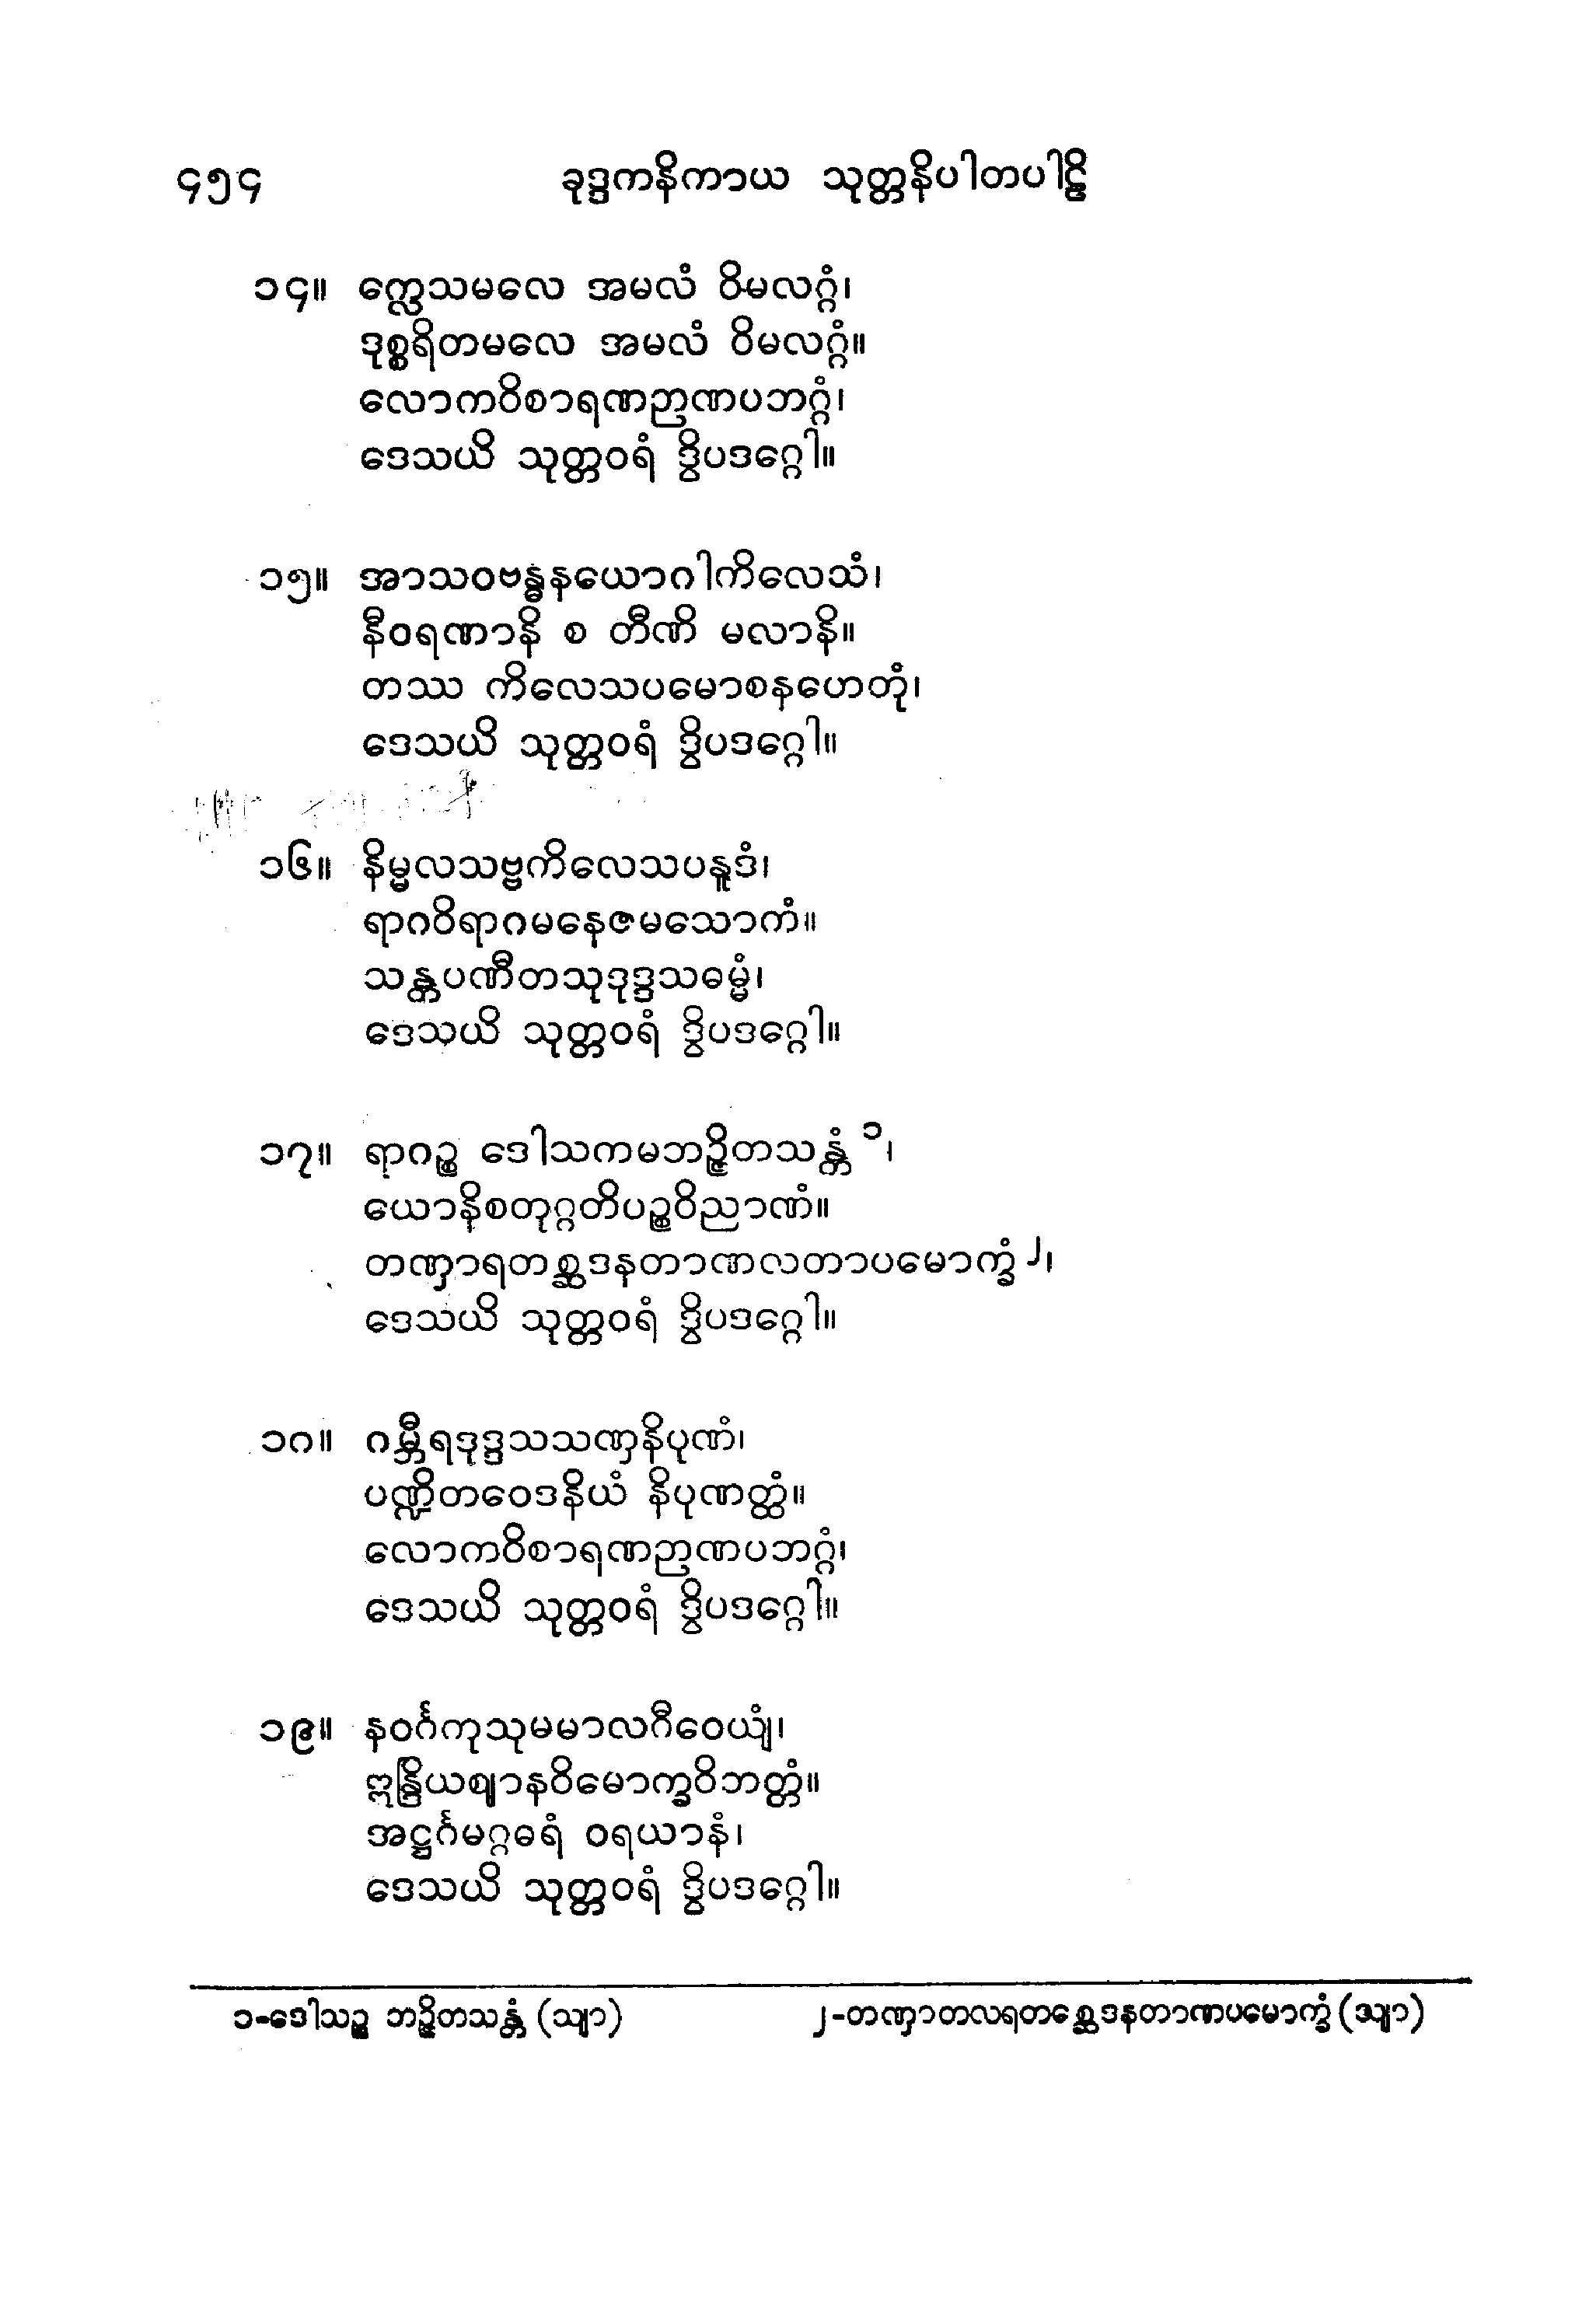 ၄၅၄ ခုဒ္ဒကနိကာယ သုတ္တနိပါတပါဠိ
၁၄။ က္လေသမလေ အမလံ ဝိမလဂ္ဂံ၊
ဒုစ္စရိတမလေ အမလံ ဝိမလဂ္ဂံ။
လောကဝိစာရဏဉာဏပဘဂ္ဂံ၊
ဒေသယိ သုတ္တဝရံ ဒွိပဒဂ္ဂေါ။
၁၅။ အာသဝဗန္ဓနယောဂါကိလေသံ၊
နီဝရဏာနိ စ တီဏိ မလာနိ။
တဿ ကိလေသပမောစနဟေတုံ၊
ဒေသယိ သုတ္တဝရံ ဒွိပဒဂ္ဂေါ။
၁၆။ နိမ္မလသဗ္ဗကိလေသပနူဒံ၊
ရာဂဝိရာဂမနေဇမသောကံ။
သန္တပဏီတသုဒုဒ္ဒသဓမ္မံ၊
ဒေသယိ သုတ္တဝရံ ဒွိပဒဂ္ဂေါ။
၁၇။ ရာဂဉ္စ ဒေါသကမဘဉ္ဇိတသန္တံ ၁၊
ယောနိစတုဂ္ဂတိပဉ္စဝိညာဏံ။
တဏှာရတစ္ဆဒနတာဏလတာပမောက္ခံ ၂၊
ဒေသယိ သုတ္တဝရံ ဒွိပဒဂ္ဂေါ။
၁၈။ ဂမ္ဘီရဒုဒ္ဒသသဏှနိပုဏံ၊
ပဏ္ဍိတဝေဒနိယံ နိပုဏတ္ထံ။
လောကဝိစာရဏဉာဏပဘဂ္ဂံ၊
ဒေသယိ သုတ္တဝရံ ဒွိပဒဂ္ဂေါ။
၁၉။ နဝင်္ဂကုသုမမာလဂီဝေယျံ၊
ဣန္ဒြိယဈာနဝိမောက္ခဝိဘတ္တံ။
အဋ္ဌင်္ဂမဂ္ဂဓရံ ဝရယာနံ၊
ဒေသယိ သုတ္တဝရံ ဒွိပဒဂ္ဂေါ။
၁-ဒေါသဉ္စ ဘဉ္ဇိတသန္တံ (သျာ) ၂-တဏှာတလရတစ္ဆေဒနတာဏပမောက္ခံ (သျာ)